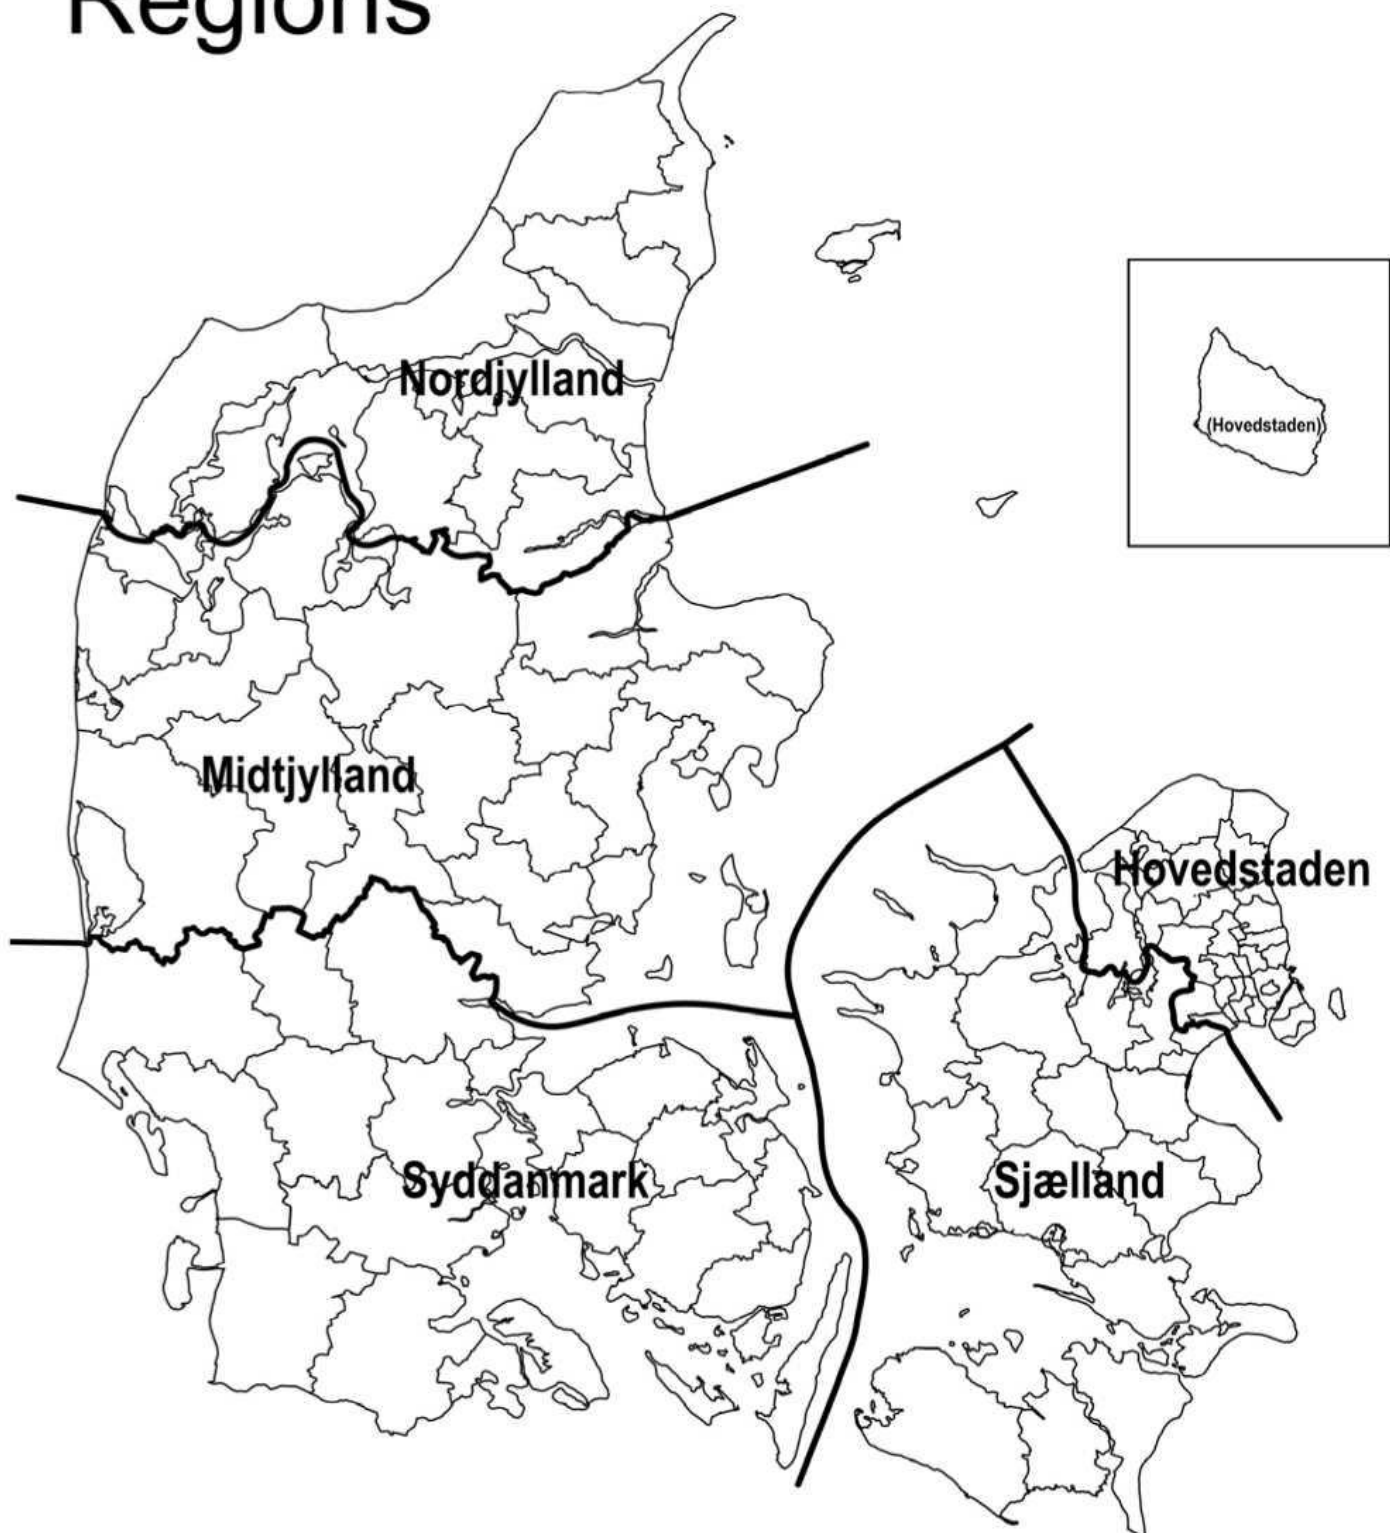 Regions
Nordjylland
(Hovedstaden)
Midtjylland
Hovedstaden
Syddanmark
Sjælland